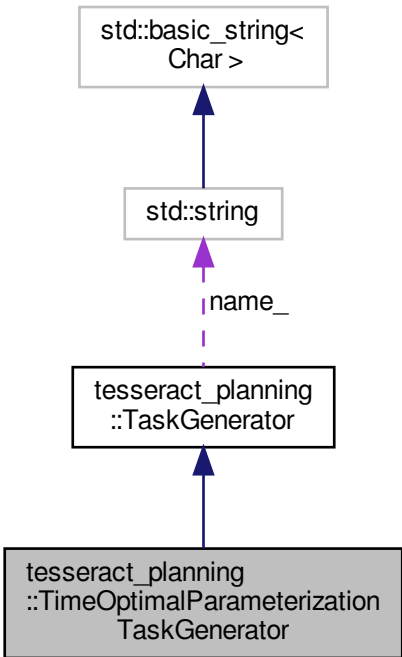 std::basic_string<
Char >
std::string
name_
tesseract_planning
::TaskGenerator
tesseract_planning
::TimeOptimalParameterization
TaskGenerator